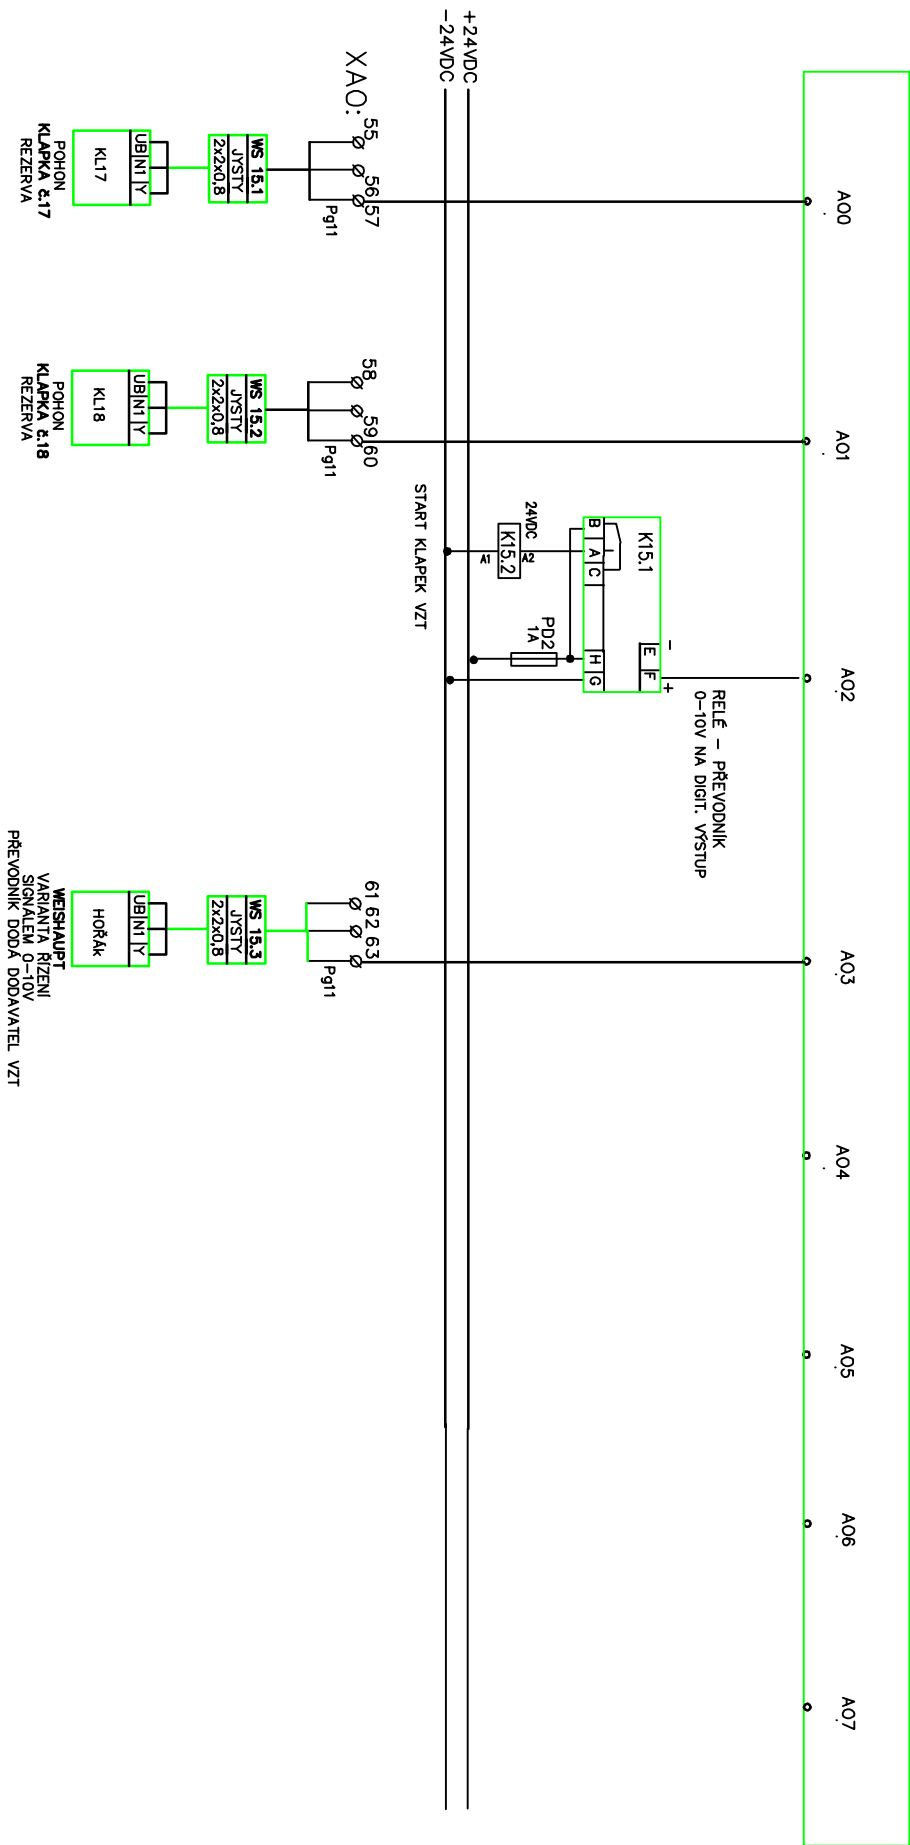 AO0
AO1
AO2
AO3
AO4
AO5
AO6
AO7
RELÉ – PŘEVODNÍK
0–10V NA DIGIT. VÝSTUP
K15.1
–
E F
+
B A C
H G
24VDC
K15.2
A1
A2
PD2
1A
START KLAPEK VZT
+24VDC
–24VDC
XAO:
55 56 57
Pg11
58 59 60
Pg11
61 62 63
Pg11
WS 15.1
JYSTY
2x2x0,8
WS 15.2
JYSTY
2x2x0,8
WS 15.3
JYSTY
2x2x0,8
UB N1 Y
KL17
UB N1 Y
KL18
UB N1 Y
HOŘÁK
POHON
KLAPKA č.17
REZERVA
POHON
KLAPKA č.18
REZERVA
WEISHAUPT
VARIANTA ŘÍZENÍ
SIGNÁLEM 0–10V
PŘEVODNÍK DODÁ DODAVATEL VZT